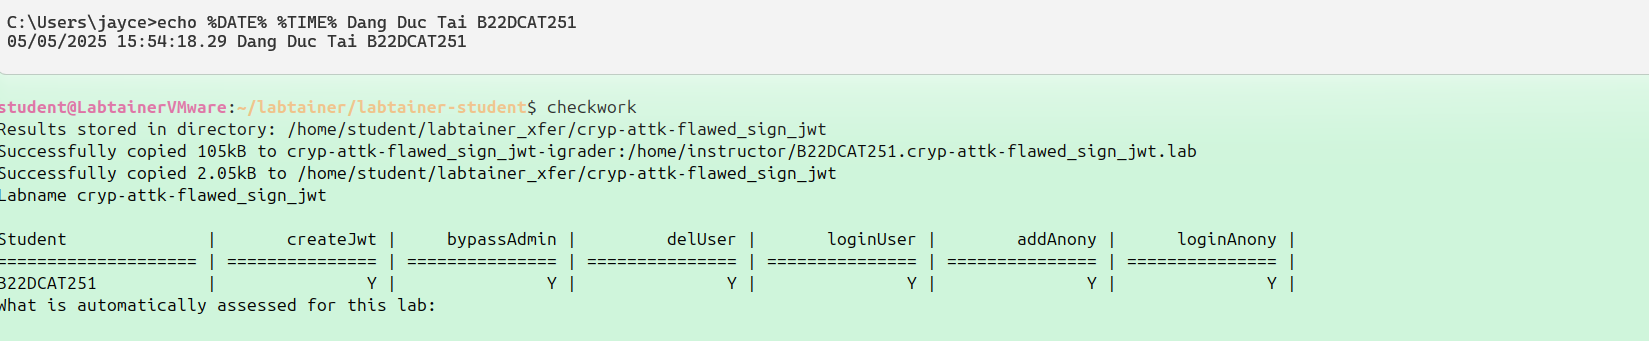 C:\Users\jayce>echo %DATE% %TIME% Dang Duc Tai B22DCAT251
05/05/2025 15:54:18.29 Dang Duc Tai B22DCAT251
student@LabtainerVMware:~/labtainer/labtainer-student$ checkwork
Results stored in directory: /home/student/labtainer_xfer/cryp-attk-flawed_sign_jwt
Successfully copied 105kB to cryp-attk-flawed_sign_jwt-igrader:/home/instructor/B22DCAT251.cryp-attk-flawed_sign_jwt.lab
Successfully copied 2.05kB to /home/student/labtainer_xfer/cryp-attk-flawed_sign_jwt
Labname cryp-attk-flawed_sign_jwt
Student | createJwt | bypassAdmin | delUser | loginUser | addAnony | loginAnony |
==================== | =============== | =============== | =============== | =============== | =============== | =============== |
B22DCAT251 | Y | Y | Y | Y | Y | Y |
What is automatically assessed for this lab: